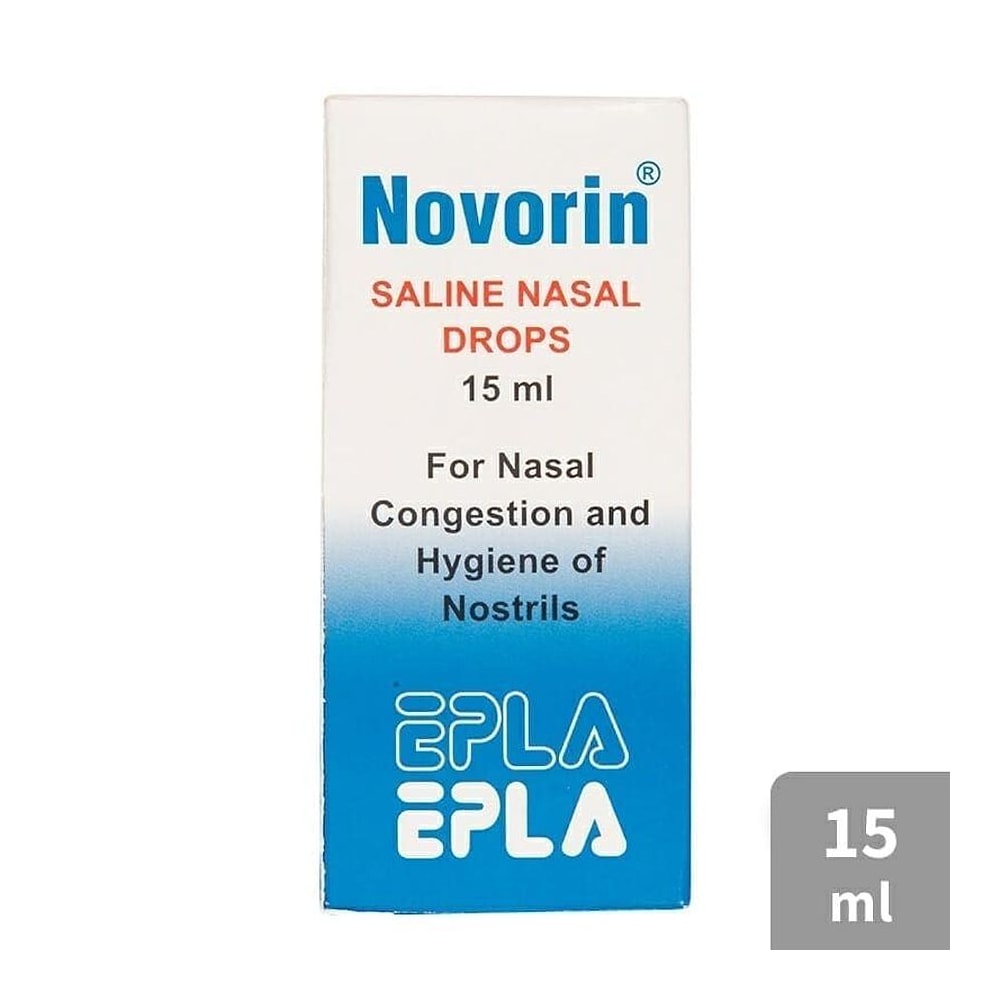 Novorin®
SALINE NASAL
DROPS
15 ml
For Nasal
Congestion and
Hygiene of
Nostrils
EPLA
EPLA
15
ml